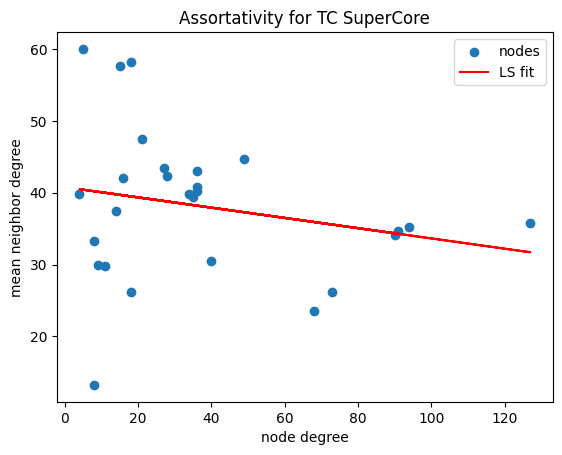 Assortativity for TC SuperCore
nodes
LS fit
60
50
40
30
20
mean neighbor degree
0
20
40
60
80
100
120
node degree